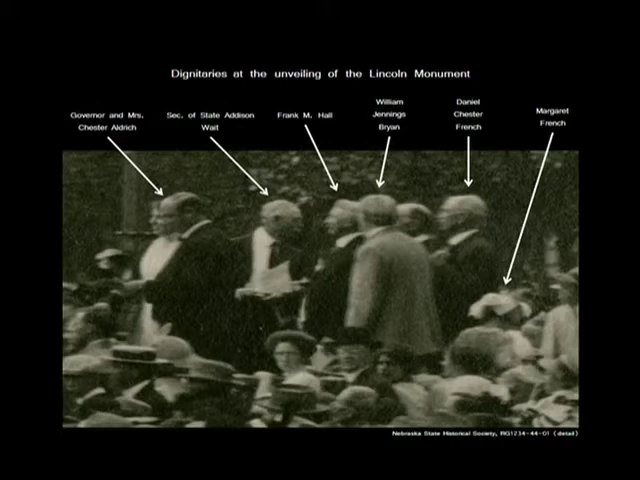 Dignitaries at the unveiling of the Lincoln Monument
Governor and Mrs.
Chester Aldrich
Sec. of State Addison
Wait
Frank M. Hall
William
Jennings
Bryan
Daniel
Chester
French
Margaret
French
Nebraska State Historical Society, RG1234-44-01 (detail)